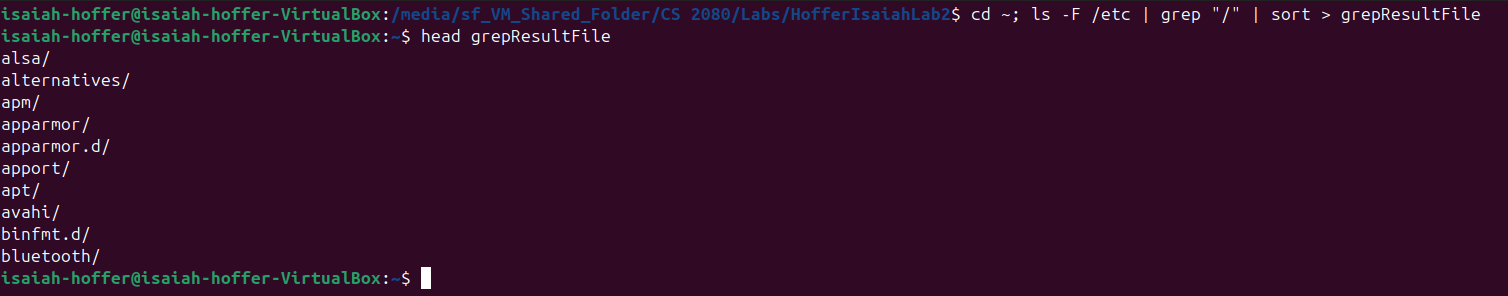 isaiah-hoffer@isaiah-hoffer-VirtualBox:/media/sf_VM_Shared_Folder/CS 2080/Labs/HofferIsaiahLab2$ cd ~; ls -F /etc | grep "/" | sort > grepResultFile
isaiah-hoffer@isaiah-hoffer-VirtualBox:~$ head grepResultFile
alsa/
alternatives/
apm/
apparmor/
apparmor.d/
apport/
apt/
avahi/
binfmt.d/
bluetooth/
isaiah-hoffer@isaiah-hoffer-VirtualBox:~$